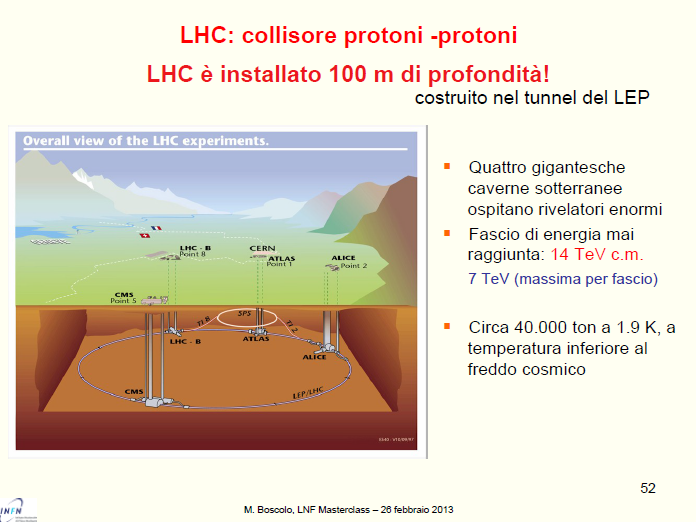 LHC: collisore protoni -protoni
LHC è installato 100 m di profondità!
costruito nel tunnel del LEP
Overall view of the LHC experiments.
LHC - B
Point 8
CERN
ATLAS
Point 1
ALICE
Point 2
CMS
Point 5
TI 8
SPS
TI 2
LHC - B
ATLAS
ALICE
CMS
LEP/LHC
E540 - V10/09/97
Quattro gigantesche
caverne sotterranee
ospitano rivelatori enormi
Fascio di energia mai
raggiunta: 14 TeV c.m.
7 TeV (massima per fascio)
Circa 40.000 ton a 1.9 K, a
temperatura inferiore al
freddo cosmico
52
INFN
M. Boscolo, LNF Masterclass – 26 febbraio 2013